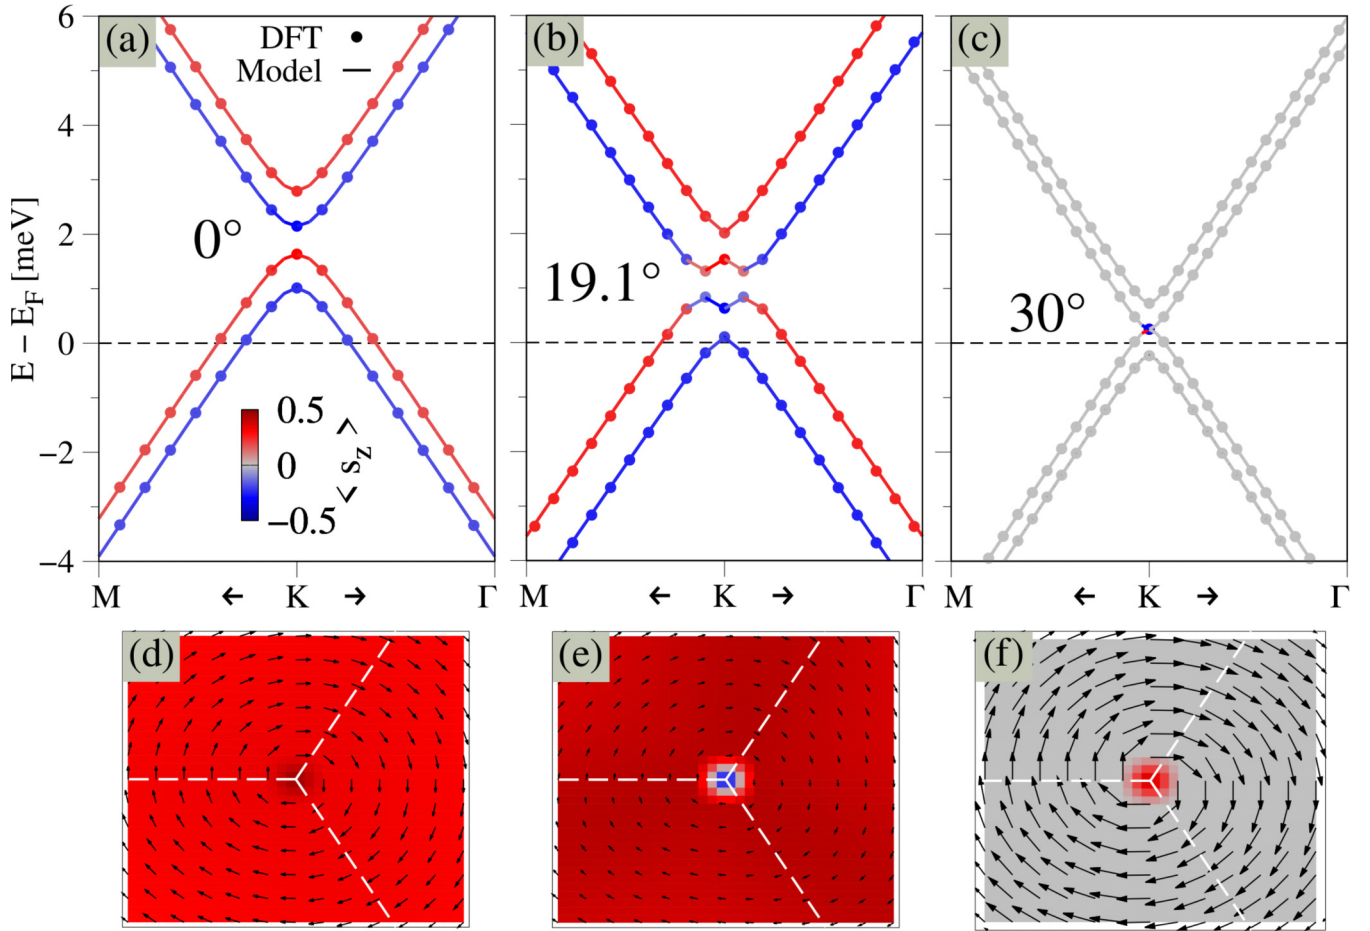 (a)
DFT
Model
0°
6
4
2
0
−2
−4
E − E_F [meV]
0.5
0
−0.5
< s_z >
M ← K → Γ
(b)
19.1°
M ← K → Γ
(c)
30°
M ← K → Γ
(d)
(e)
(f)